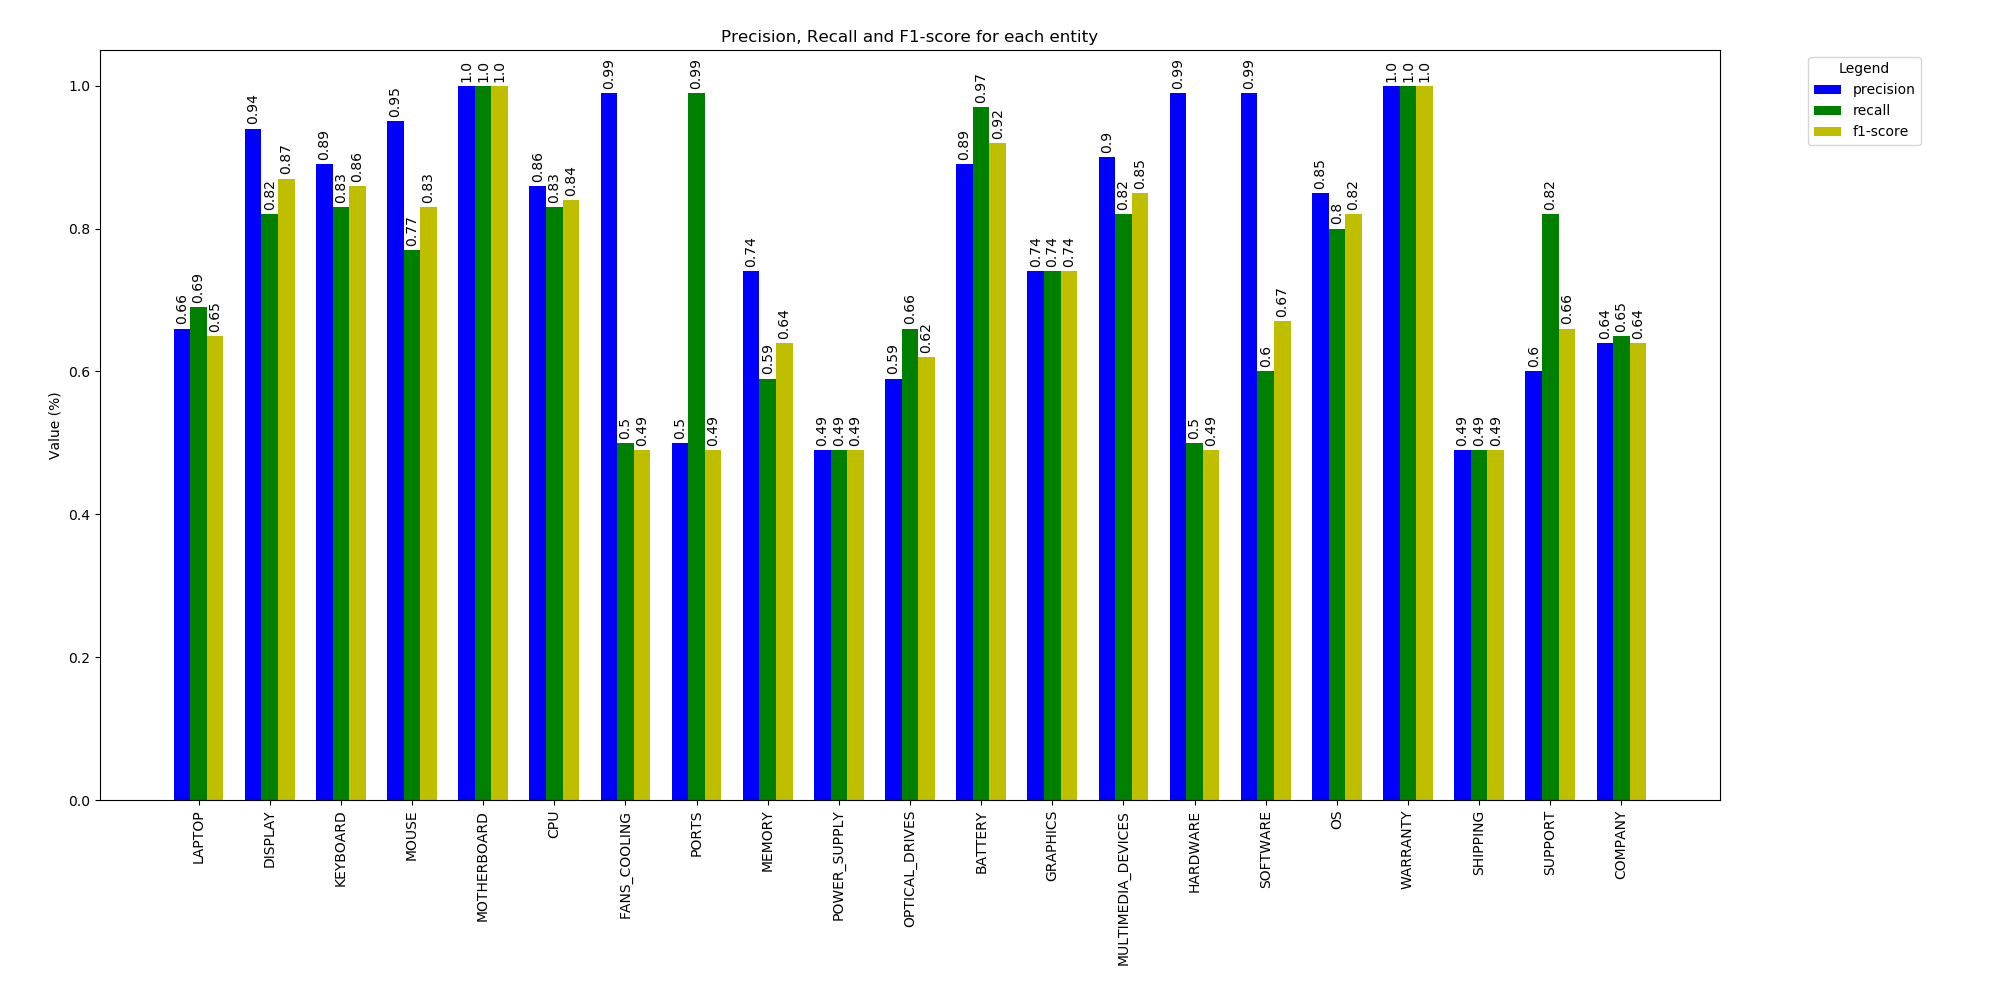 Precision, Recall and F1-score for each entity
Legend
precision
recall
f1-score
Value (%)
1.0
0.8
0.6
0.4
0.2
0.0
0.66 0.69 0.65
0.94 0.82 0.87
0.89 0.83 0.86
0.95 0.77 0.83
1.0 1.0 1.0
0.86 0.83 0.84
0.99 0.5 0.49
0.5 0.99 0.49
0.74 0.59 0.64
0.49 0.49 0.49
0.59 0.66 0.62
0.89 0.97 0.92
0.74 0.74 0.74
0.9 0.82 0.85
0.99 0.5 0.49
0.99 0.6 0.67
0.85 0.8 0.82
1.0 1.0 1.0
0.49 0.49 0.49
0.6 0.82 0.66
0.64 0.65 0.64
LAPTOP
DISPLAY
KEYBOARD
MOUSE
MOTHERBOARD
CPU
FANS_COOLING
PORTS
MEMORY
POWER_SUPPLY
OPTICAL_DRIVES
BATTERY
GRAPHICS
MULTIMEDIA_DEVICES
HARDWARE
SOFTWARE
OS
WARRANTY
SHIPPING
SUPPORT
COMPANY